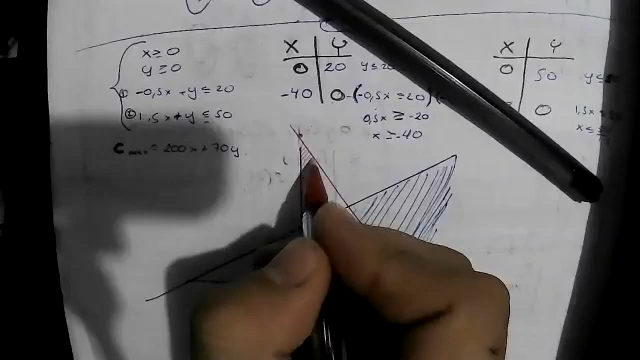 x ≥ 0
y ≥ 0
① -0,5x + y ≤ 20
② 1,5x + y ≤ 50
C = 200x + 70y
X Y
0 20 y ≤ 20
-40 0 -(-0,5x = 20)
0,5x ≥ -20
x ≥ -40
X Y
0 50 y ≤
0 1,5x
x ≤